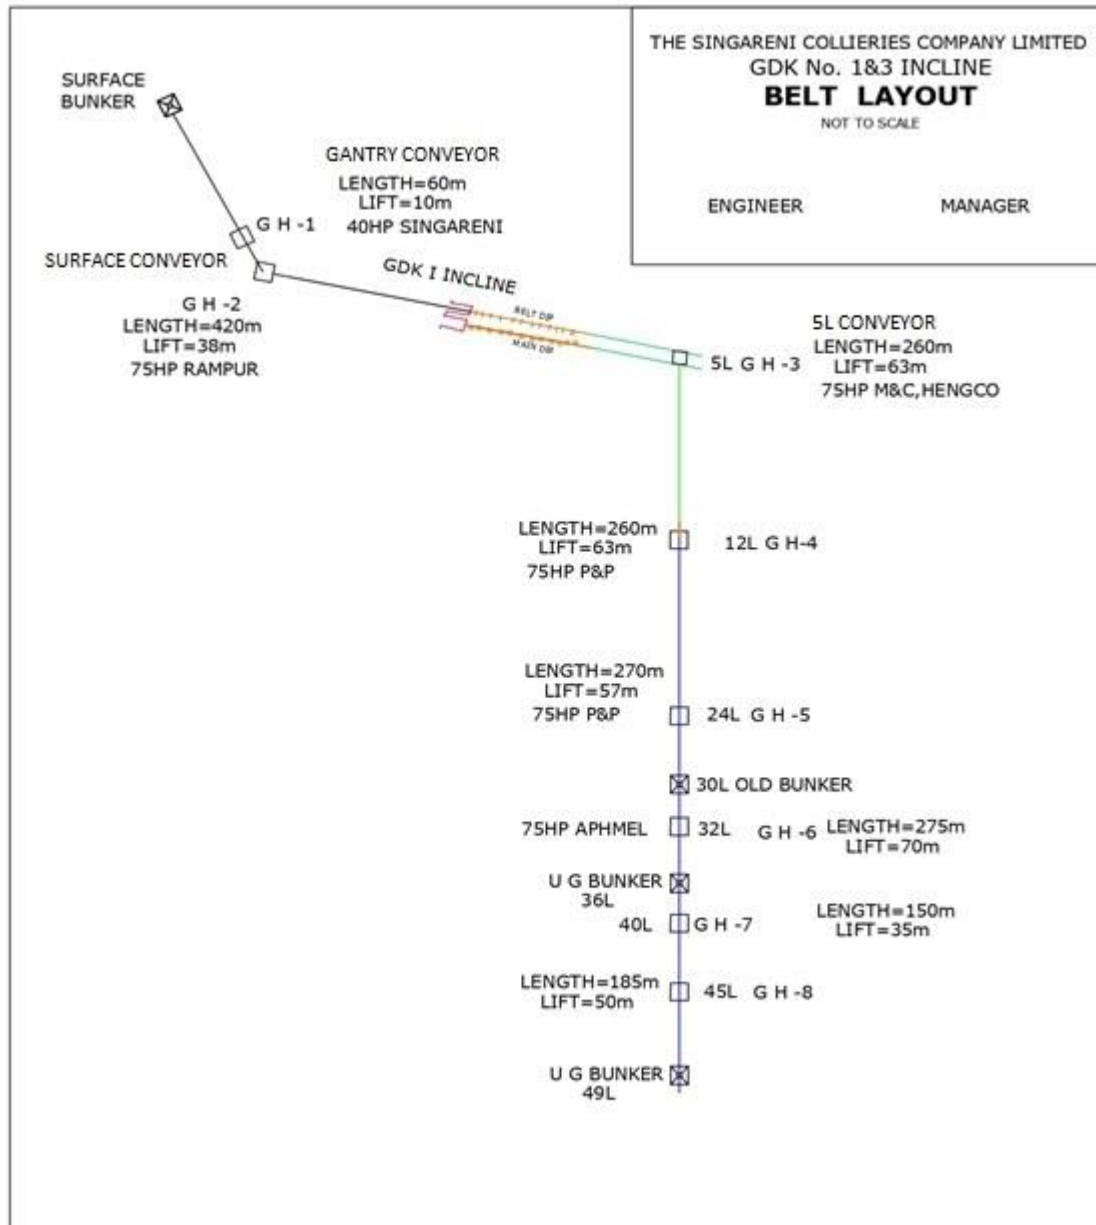 THE SINGARENI COLLIERIES COMPANY LIMITED
GDK No. 1&3 INCLINE
BELT LAYOUT
NOT TO SCALE
ENGINEER MANAGER
SURFACE
BUNKER
GANTRY CONVEYOR
LENGTH=60m
LIFT=10m
40HP SINGARENI
G H -1
SURFACE CONVEYOR
G H -2
LENGTH=420m
LIFT=38m
75HP RAMPUR
GDK I INCLINE
BELT DIP
MAIN DIP
5L CONVEYOR
LENGTH=260m
LIFT=63m
75HP M&C,HENGCO
5L G H -3
LENGTH=260m
LIFT=63m
75HP P&P
12L G H-4
LENGTH=270m
LIFT=57m
75HP P&P
24L G H -5
30L OLD BUNKER
75HP APHMEL
32L G H -6
LENGTH=275m
LIFT=70m
U G BUNKER
36L
40L G H -7
LENGTH=150m
LIFT=35m
LENGTH=185m
LIFT=50m
45L G H -8
U G BUNKER
49L